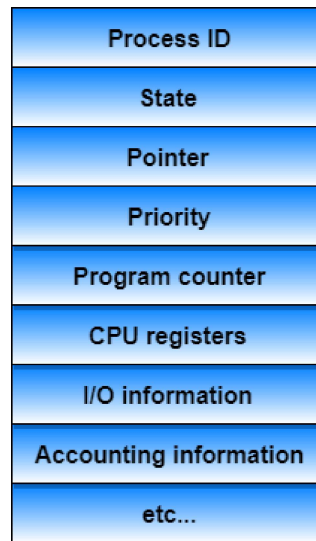 Process ID
State
Pointer
Priority
Program counter
CPU registers
I/O information
Accounting information
etc...